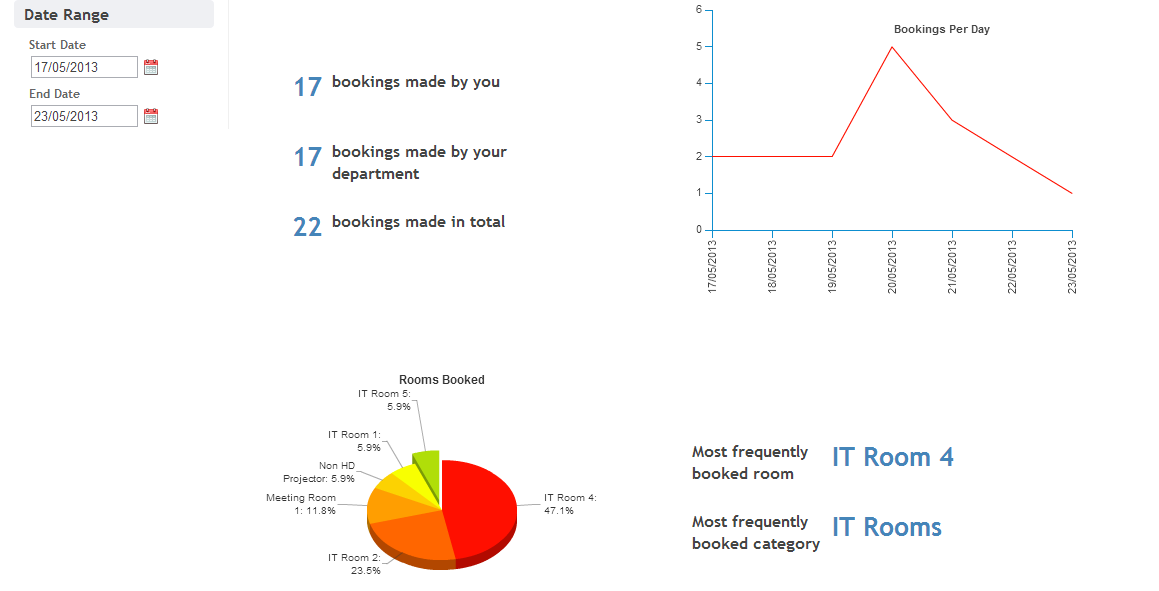 Date Range
Start Date
17/05/2013
End Date
23/05/2013
17 bookings made by you
17 bookings made by your
department
22 bookings made in total
Bookings Per Day
6
5
4
3
2
1
0
17/05/2013
18/05/2013
19/05/2013
20/05/2013
21/05/2013
22/05/2013
23/05/2013
Rooms Booked
IT Room 5:
5.9%
IT Room 1:
5.9%
Non HD
Projector: 5.9%
Meeting Room
1: 11.8%
IT Room 2:
23.5%
IT Room 4:
47.1%
Most frequently
booked room
IT Room 4
Most frequently
booked category
IT Rooms